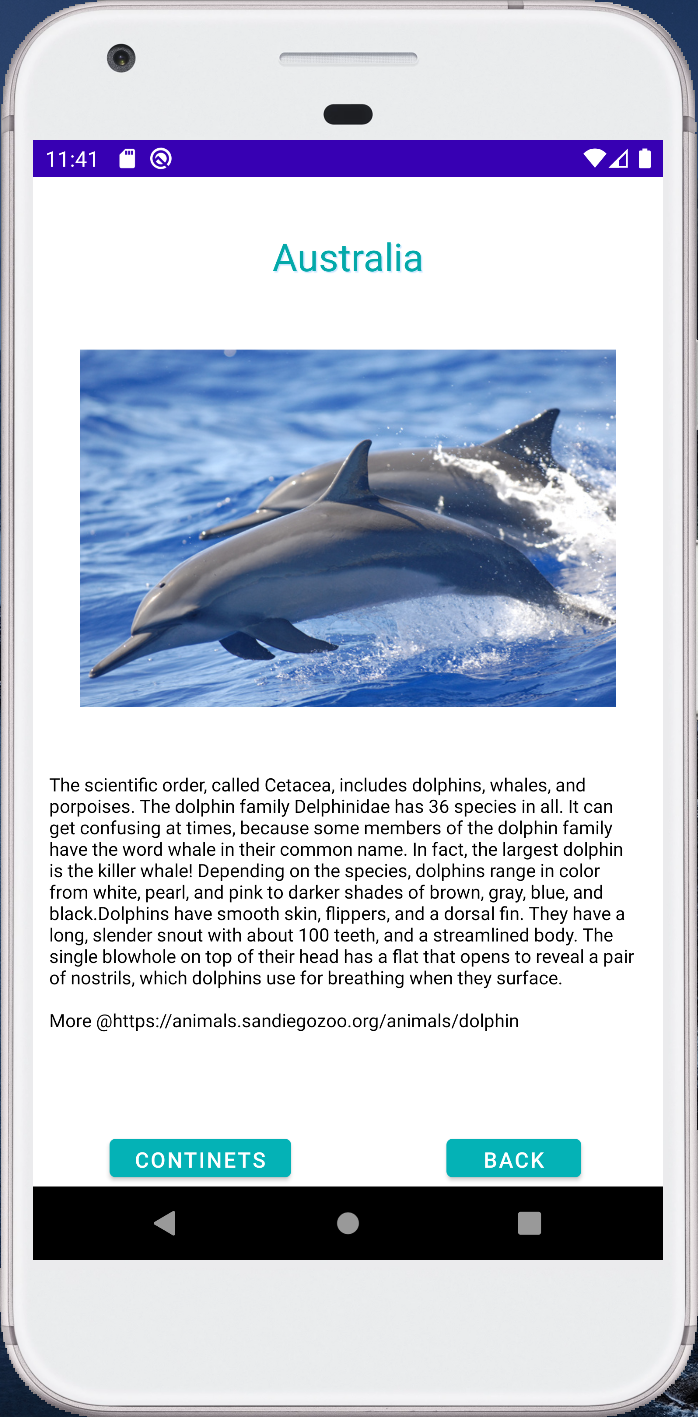 11:41
Australia
The scientific order, called Cetacea, includes dolphins, whales, and
porpoises. The dolphin family Delphinidae has 36 species in all. It can
get confusing at times, because some members of the dolphin family
have the word whale in their common name. In fact, the largest dolphin
is the killer whale! Depending on the species, dolphins range in color
from white, pearl, and pink to darker shades of brown, gray, blue, and
black.Dolphins have smooth skin, flippers, and a dorsal fin. They have a
long, slender snout with about 100 teeth, and a streamlined body. The
single blowhole on top of their head has a flat that opens to reveal a pair
of nostrils, which dolphins use for breathing when they surface.
More @https://animals.sandiegozoo.org/animals/dolphin
CONTINETS
BACK